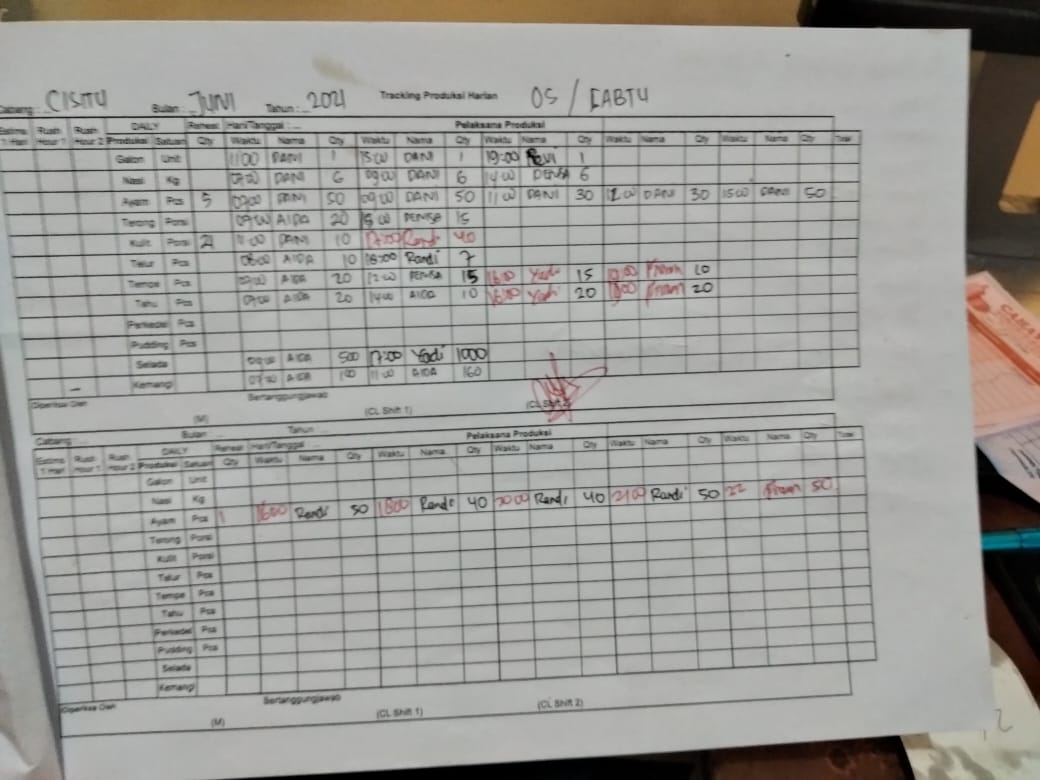 Cabang : CISITU Bulan : JUNI Tahun : 2021 Tracking Produksi Harian 05 / SABTU
Estima 1 Hari Rush Hour 1 Rush Hour 2 DAILY Reheat Hari/Tanggal : ... Pelaksana Produksi
Produksi Satuan Qty Waktu Nama Qty Waktu Nama Qty Waktu Nama Qty Waktu Nama Qty Waktu Nama Qty Total
Galon Unit 11 00 DANI 1 15 00 DANI 1 19:00 Revi 1
Nasi Kg 07 00 DANI 6 09 00 DANI 6 14 00 DENSA 6
Ayam Pcs 5 07 00 DANI 50 09 00 DANI 50 11 00 DANI 30 12 00 DANI 30 15 00 DANI 50
Terong Porsi 07 00 AIDA 20 15 00 DENSA 15
Kulit Porsi 21 11 00 DANI 10 17:00 Randi 40
Telur Pcs 08 00 AIDA 10 18:00 Randi 7
Tempe Pcs 07 00 AIDA 20 12 00 DENSA 15 16:00 Yadi 15 Pram 10
Tahu Pcs 07 00 AIDA 20 14 00 AIDA 10 16:00 Yadi 20 Pram 20
Perkedel Pcs
Pudding Pcs
Selada AIDA 500 17:00 Yadi 1000
Kemangi 07 00 AIDA 11 00 AIDA 160
Diperiksa Oleh Bertanggungjawab
(M) (CL Shift 1) (CL Shift 2)
Cabang : ... Bulan : ... Tahun : ...
Estima 1 Hari Rush Hour 1 Rush Hour 2 DAILY Reheat Hari/Tanggal : ... Pelaksana Produksi
Produksi Satuan Qty Waktu Nama Qty Waktu Nama Qty Waktu Nama Qty Waktu Nama Qty Waktu Nama Qty Total
Galon Unit
Nasi Kg
Ayam Pcs 1 16:00 Randi 50 18:00 Randi 40 20 00 Randi 40 21 00 Randi 50 22 Pram 50
Terong Porsi
Kulit Porsi
Telur Pcs
Tempe Pcs
Tahu Pcs
Perkedel Pcs
Pudding Pcs
Selada
Kemangi
Diperiksa Oleh Bertanggungjawab
(M) (CL Shift 1) (CL Shift 2)